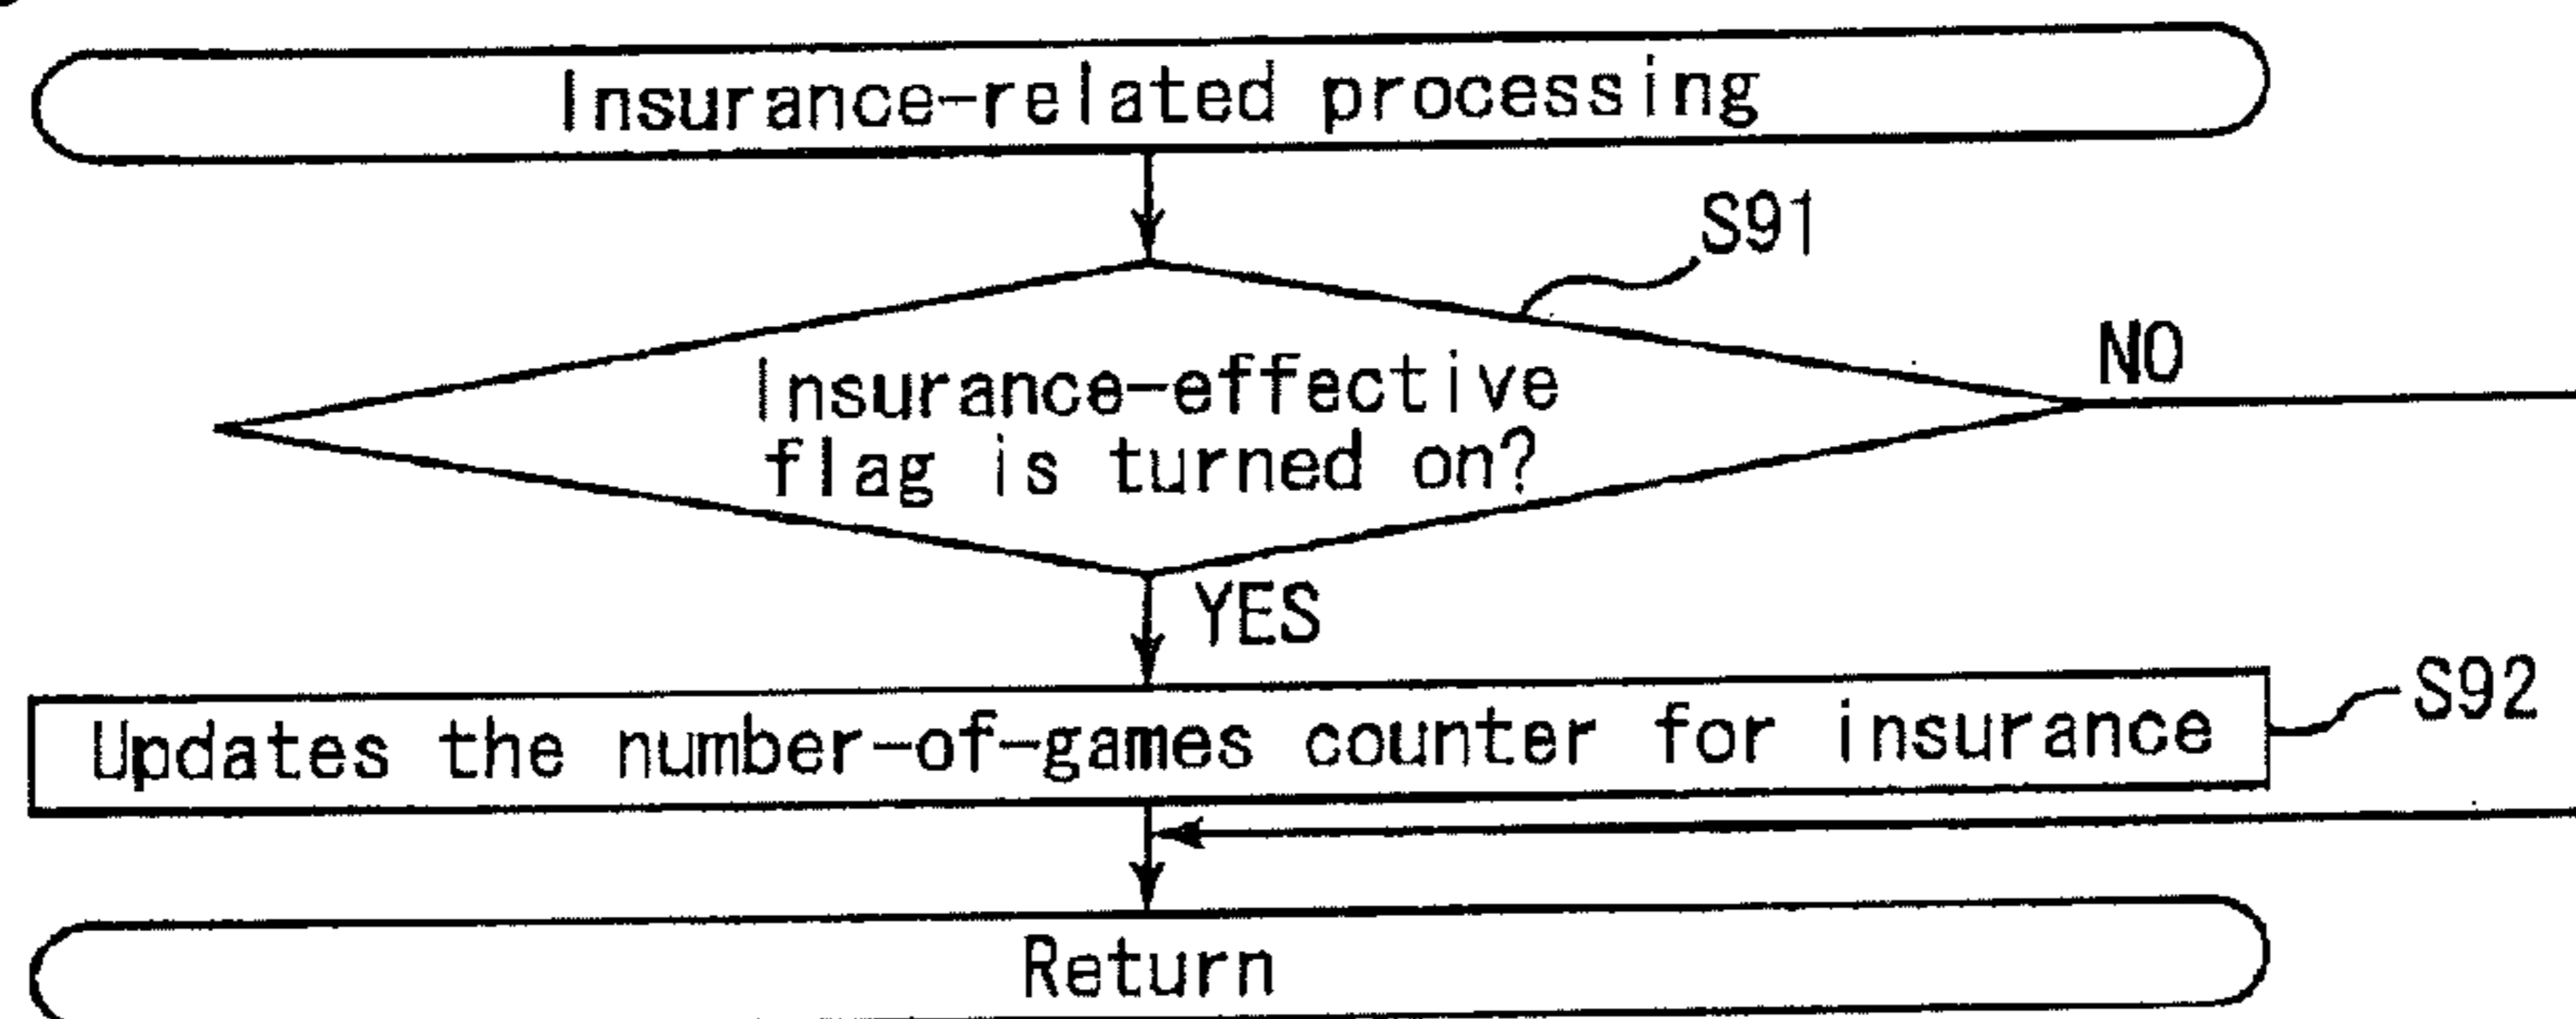 Insurance-related processing
S91
NO
Insurance-effective
flag is turned on?
YES
Updates the number-of-games counter for insurance
S92
Return